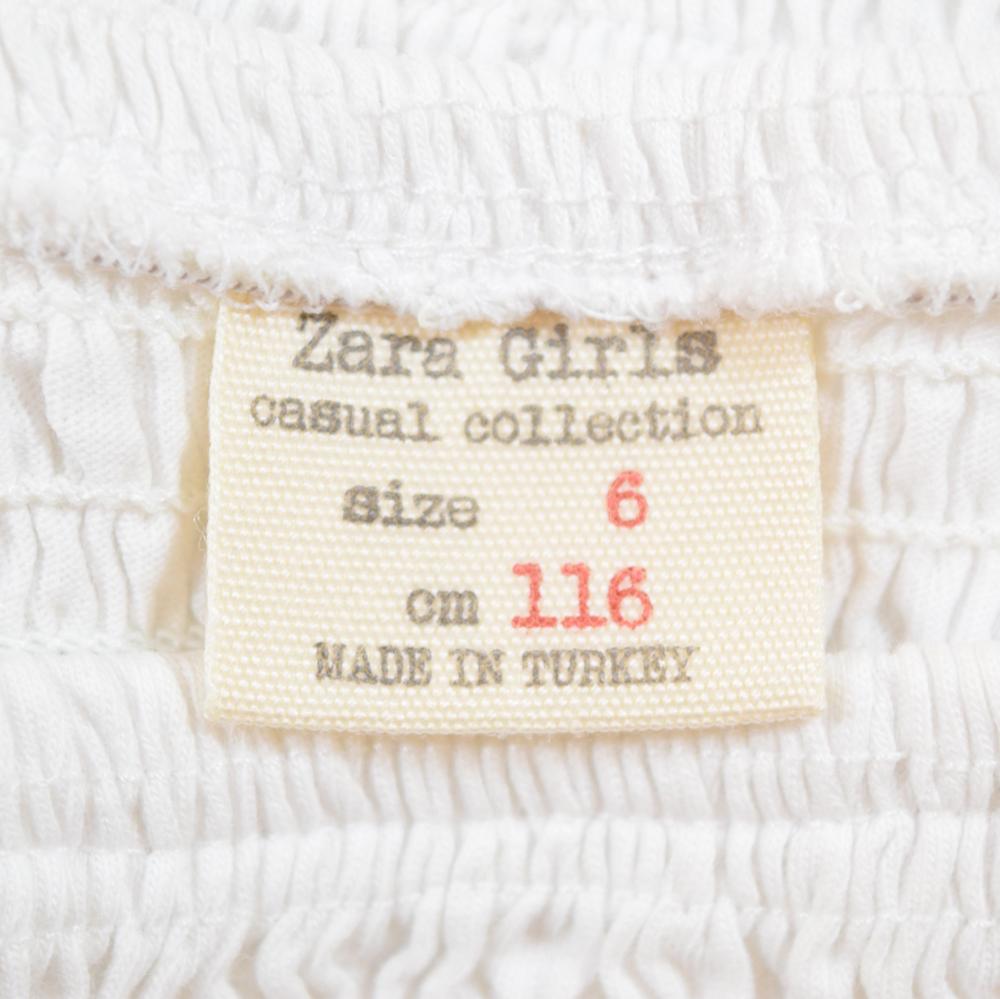 Zara Girls
casual collection
size 6
cm 116
MADE IN TURKEY